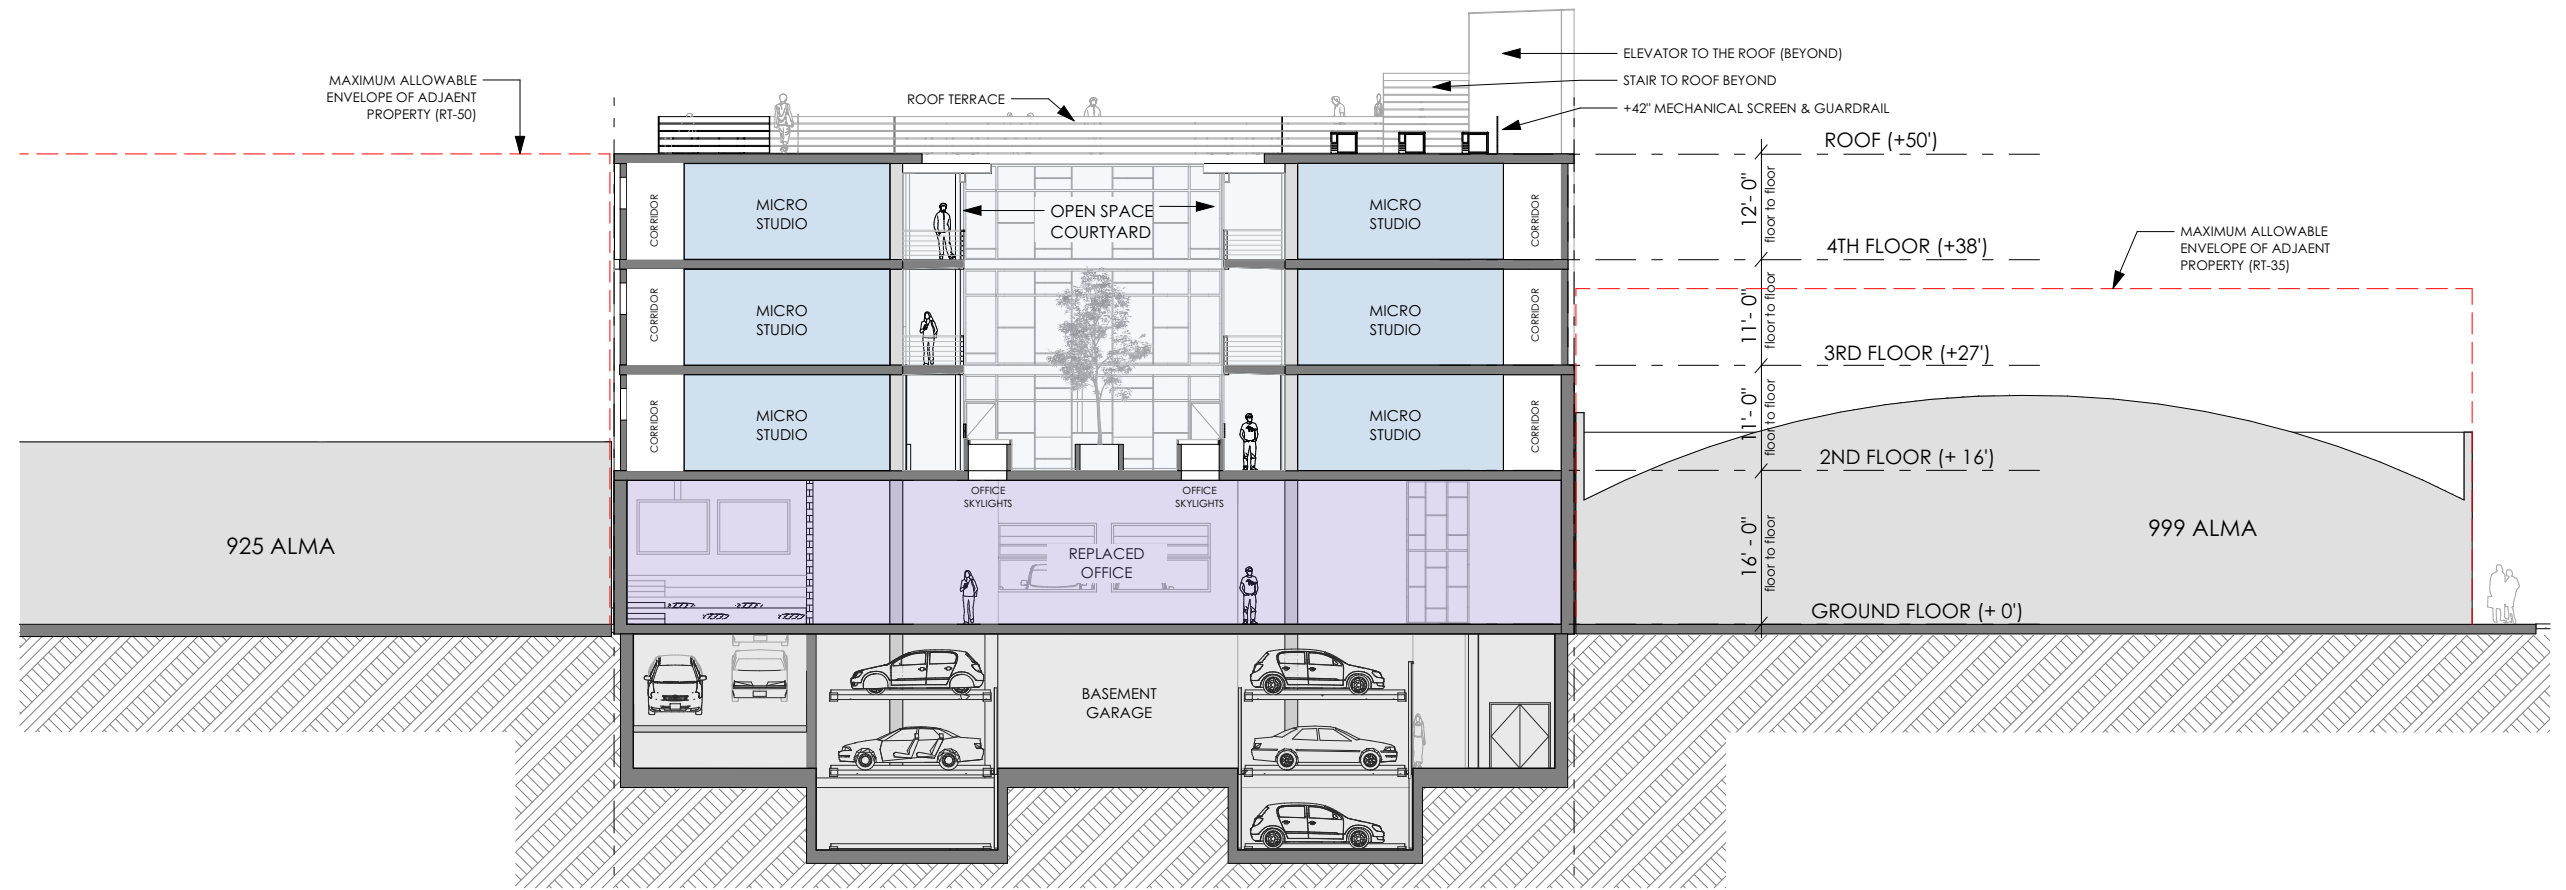 MAXIMUM ALLOWABLE
ENVELOPE OF ADJAENT
PROPERTY (RT-50)
ROOF TERRACE
ELEVATOR TO THE ROOF (BEYOND)
STAIR TO ROOF BEYOND
+42" MECHANICAL SCREEN & GUARDRAIL
ROOF (+50')
12'- 0"
floor to floor
4TH FLOOR (+38')
11'- 0"
floor to floor
3RD FLOOR (+27')
11'- 0"
floor to floor
2ND FLOOR (+ 16')
16' - 0"
floor to floor
GROUND FLOOR (+ 0')
MAXIMUM ALLOWABLE
ENVELOPE OF ADJAENT
PROPERTY (RT-35)
CORRIDOR
MICRO
STUDIO
OPEN SPACE
COURTYARD
MICRO
STUDIO
CORRIDOR
CORRIDOR
MICRO
STUDIO
MICRO
STUDIO
CORRIDOR
CORRIDOR
MICRO
STUDIO
MICRO
STUDIO
CORRIDOR
OFFICE
SKYLIGHTS
OFFICE
SKYLIGHTS
925 ALMA
REPLACED
OFFICE
999 ALMA
BASEMENT
GARAGE